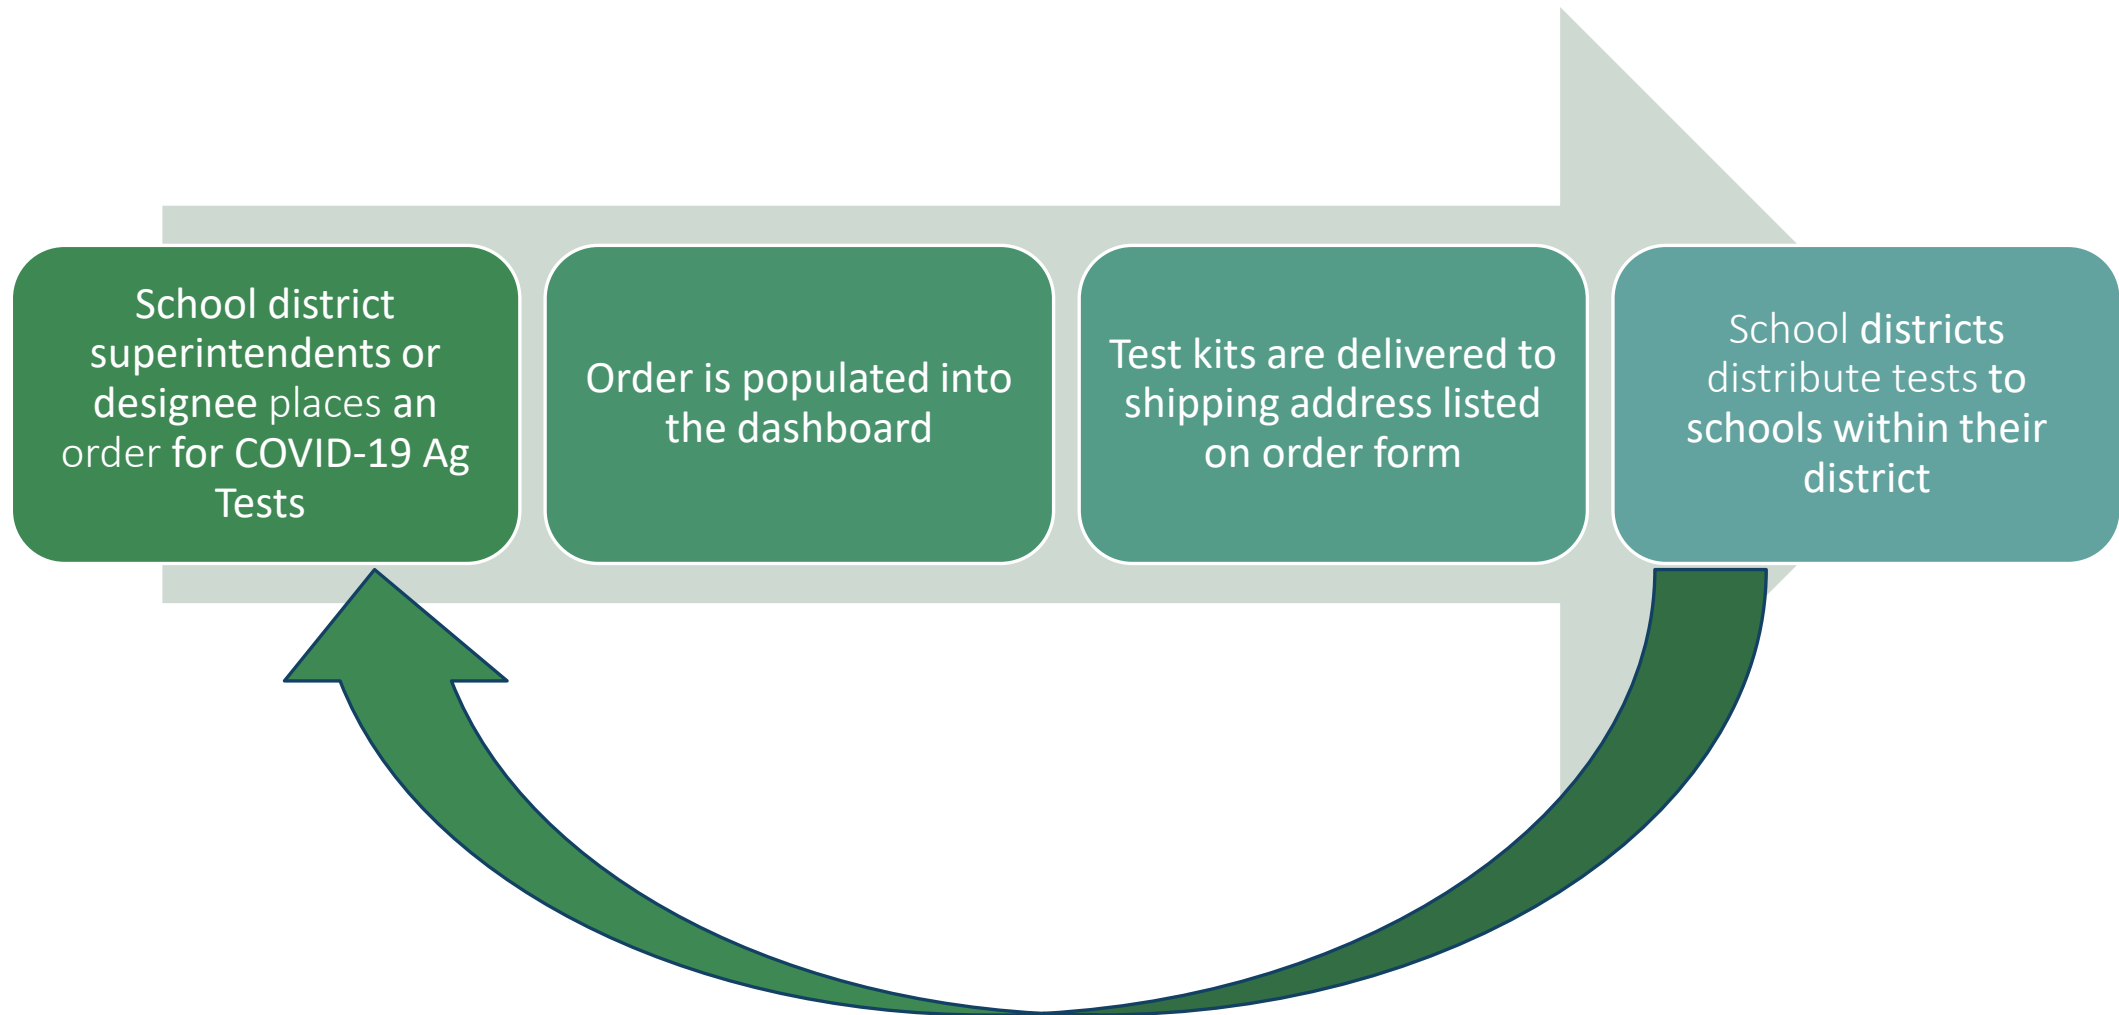 School district
superintendents or
designee places an
order for COVID-19 Ag
Tests
Order is populated into
the dashboard
Test kits are delivered to
shipping address listed
on order form
School districts
distribute tests to
schools within their
district